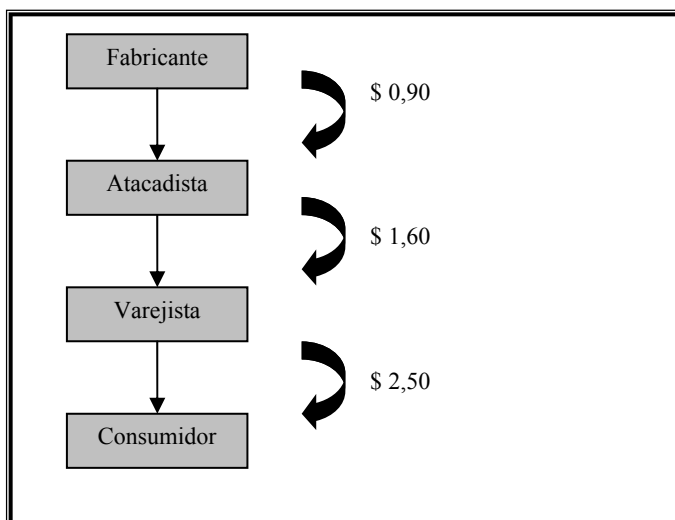 Fabricante
$ 0,90
Atacadista
$ 1,60
Varejista
$ 2,50
Consumidor